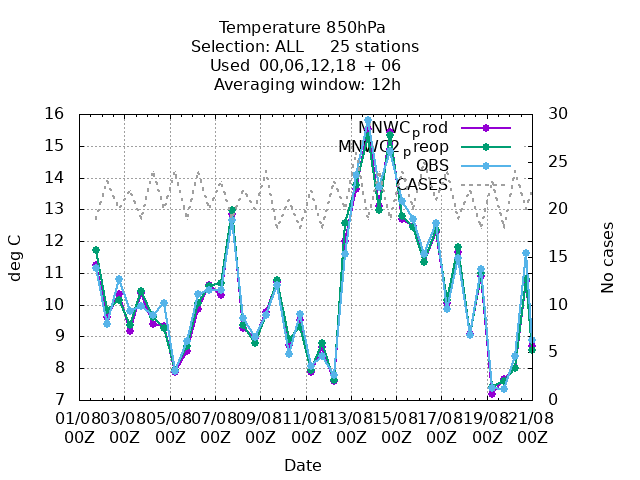 Temperature 850hPa
Selection: ALL 25 stations
Used 00,06,12,18 + 06
Averaging window: 12h
16
15
14
13
12
11
10
9
8
7
deg C
30
25
20
15
10
5
0
No cases
MNWCprod
MNWC2preop
OBS
CASES
01/08 03/08 05/08 07/08 09/08 11/08 13/08 15/08 17/08 19/08 21/08
00Z 00Z 00Z 00Z 00Z 00Z 00Z 00Z 00Z 00Z 00Z
Date